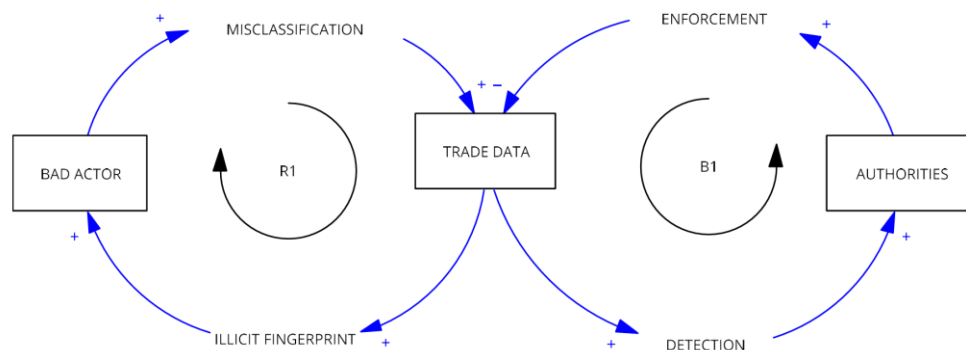 MISCLASSIFICATION
ENFORCEMENT
+
+
+ −
BAD ACTOR
R1
TRADE DATA
B1
AUTHORITIES
+
+
ILLICIT FINGERPRINT
+
DETECTION
+